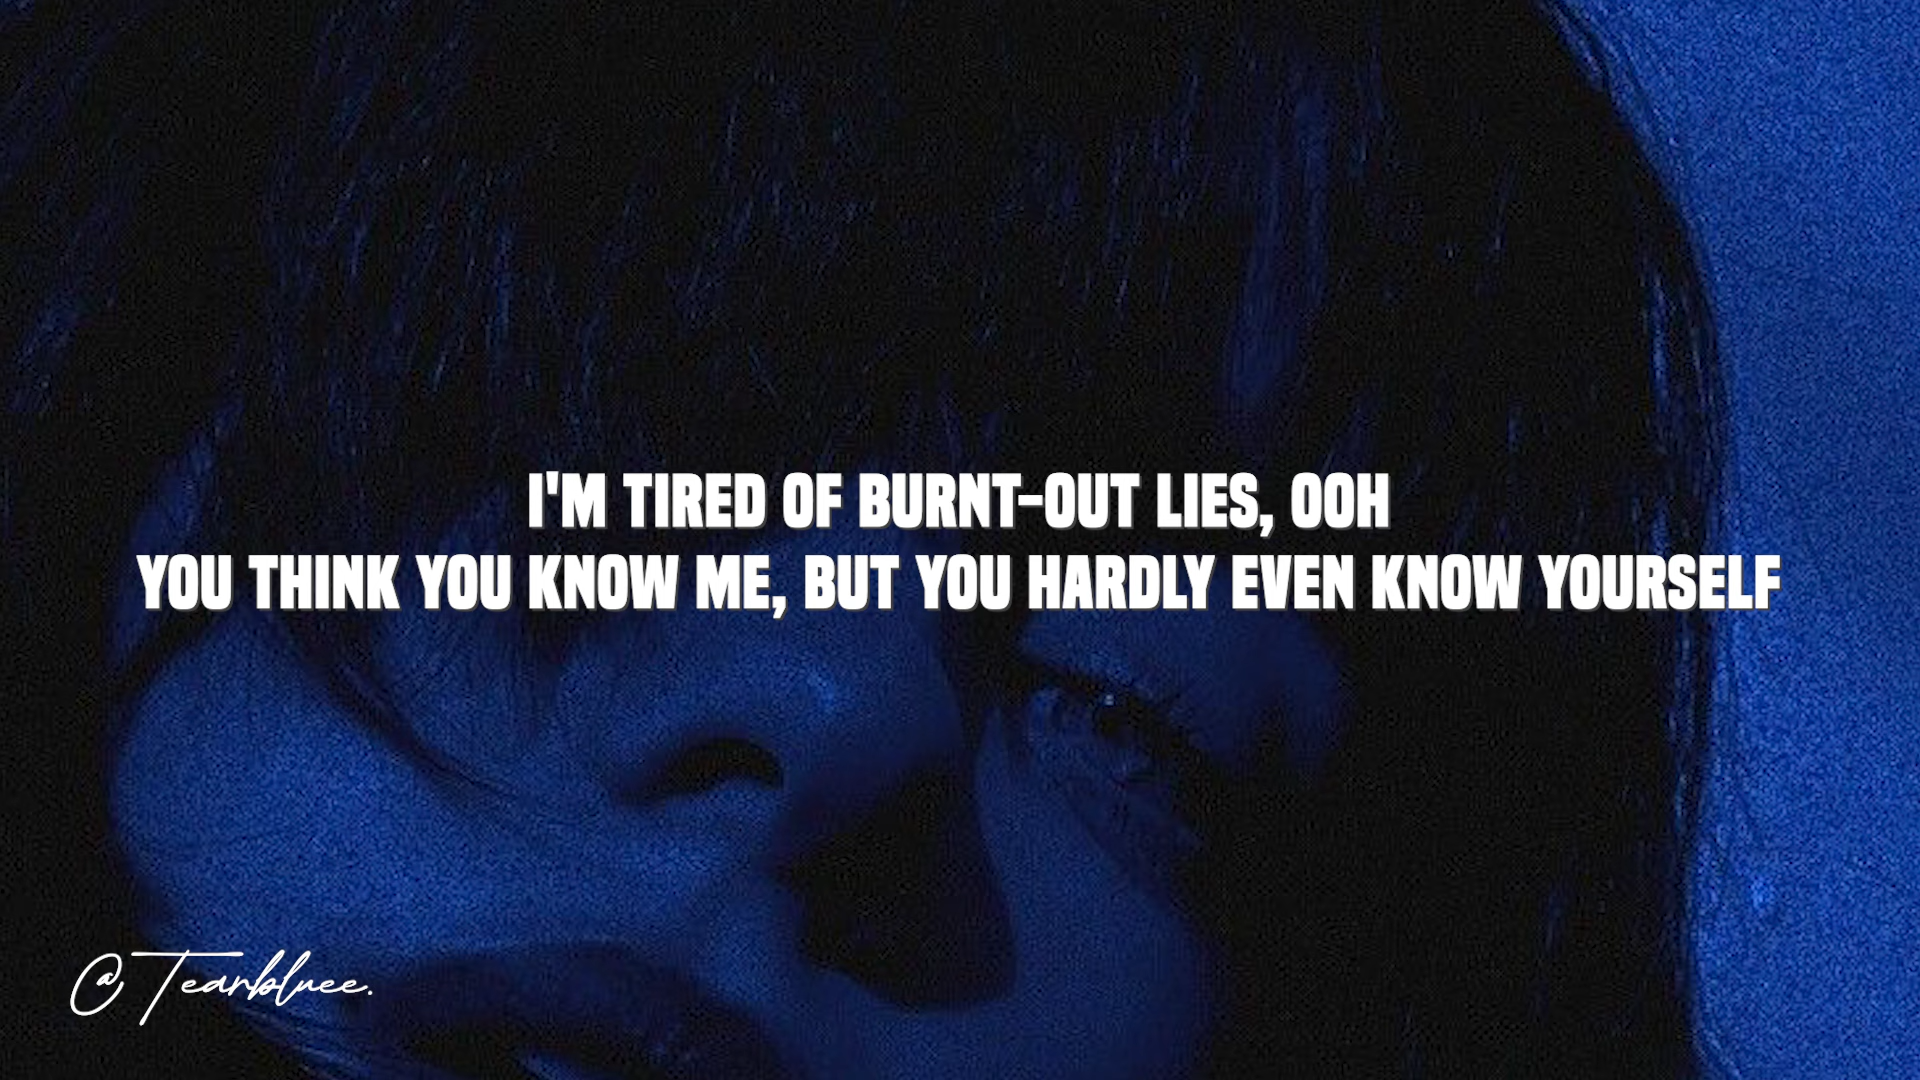 I'M TIRED OF BURNT-OUT LIES, OOH
YOU THINK YOU KNOW ME, BUT YOU HARDLY EVEN KNOW YOURSELF
@Tearbluee.